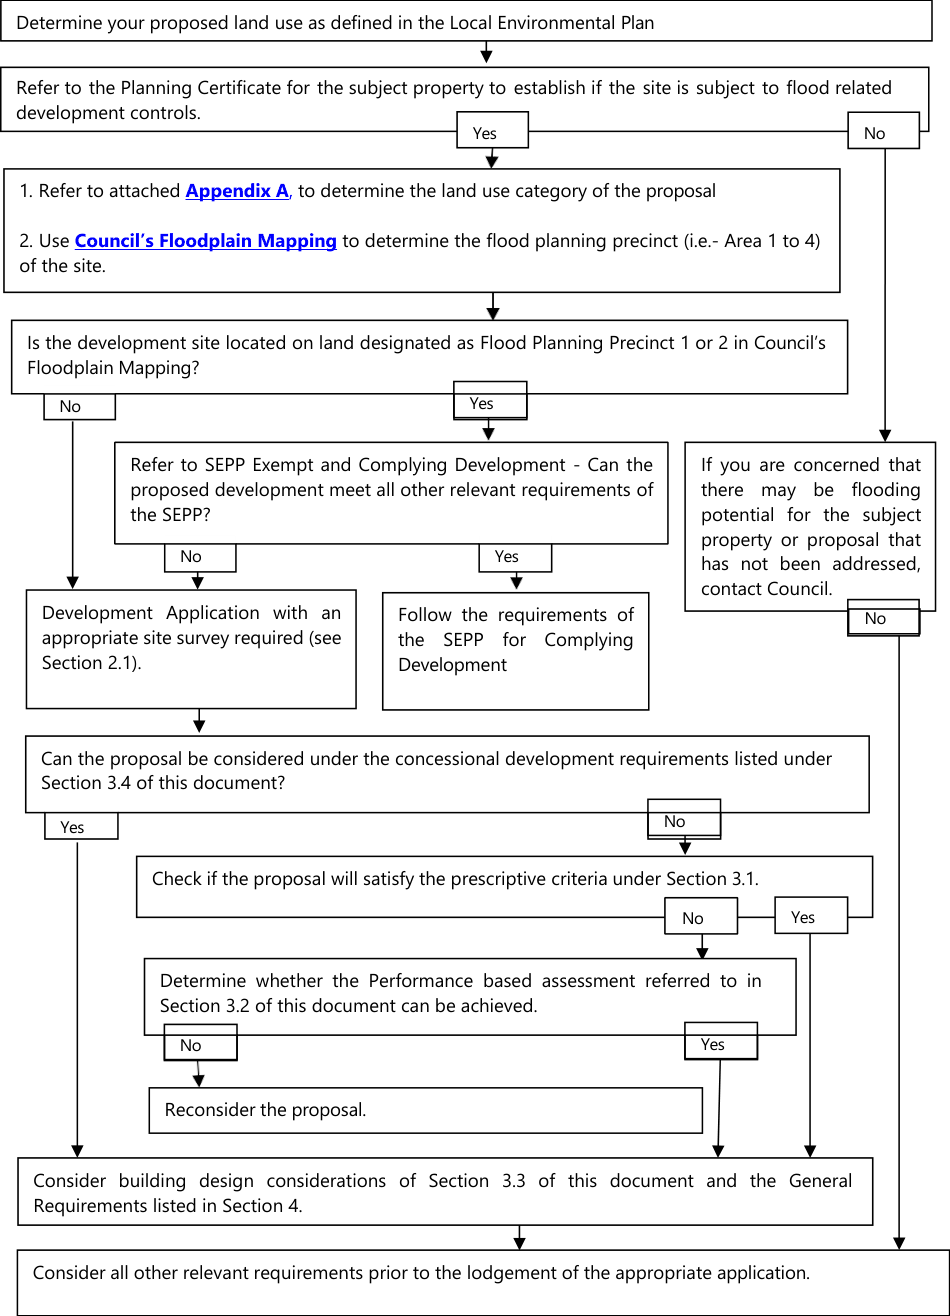 Determine your proposed land use as defined in the Local Environmental Plan
Refer to the Planning Certificate for the subject property to establish if the site is subject to flood related
development controls.
Yes
No
1. Refer to attached Appendix A, to determine the land use category of the proposal
2. Use Council’s Floodplain Mapping to determine the flood planning precinct (i.e.- Area 1 to 4)
of the site.
Is the development site located on land designated as Flood Planning Precinct 1 or 2 in Council’s
Floodplain Mapping?
No
Yes
Refer to SEPP Exempt and Complying Development - Can the
proposed development meet all other relevant requirements of
the SEPP?
No
Yes
If you are concerned that
there may be flooding
potential for the subject
property or proposal that
has not been addressed,
contact Council.
No
Development Application with an
appropriate site survey required (see
Section 2.1).
Follow the requirements of
the SEPP for Complying
Development
Can the proposal be considered under the concessional development requirements listed under
Section 3.4 of this document?
Yes
No
Check if the proposal will satisfy the prescriptive criteria under Section 3.1.
No
Yes
Determine whether the Performance based assessment referred to in
Section 3.2 of this document can be achieved.
No
Yes
Reconsider the proposal.
Consider building design considerations of Section 3.3 of this document and the General
Requirements listed in Section 4.
Consider all other relevant requirements prior to the lodgement of the appropriate application.